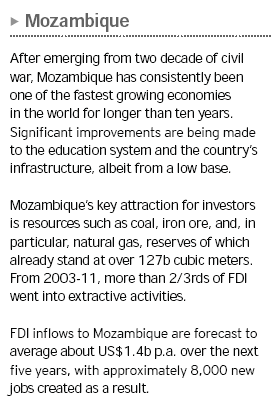 ▸ Mozambique
After emerging from two decade of civil
war, Mozambique has consistently been
one of the fastest growing economies
in the world for longer than ten years.
Significant improvements are being made
to the education system and the country's
infrastructure, albeit from a low base.
Mozambique's key attraction for investors
is resources such as coal, iron ore, and, in
particular, natural gas, reserves of which
already stand at over 127b cubic meters.
From 2003-11, more than 2/3rds of FDI
went into extractive activities.
FDI inflows to Mozambique are forecast to
average about US$1.4b p.a. over the next
five years, with approximately 8,000 new
jobs created as a result.